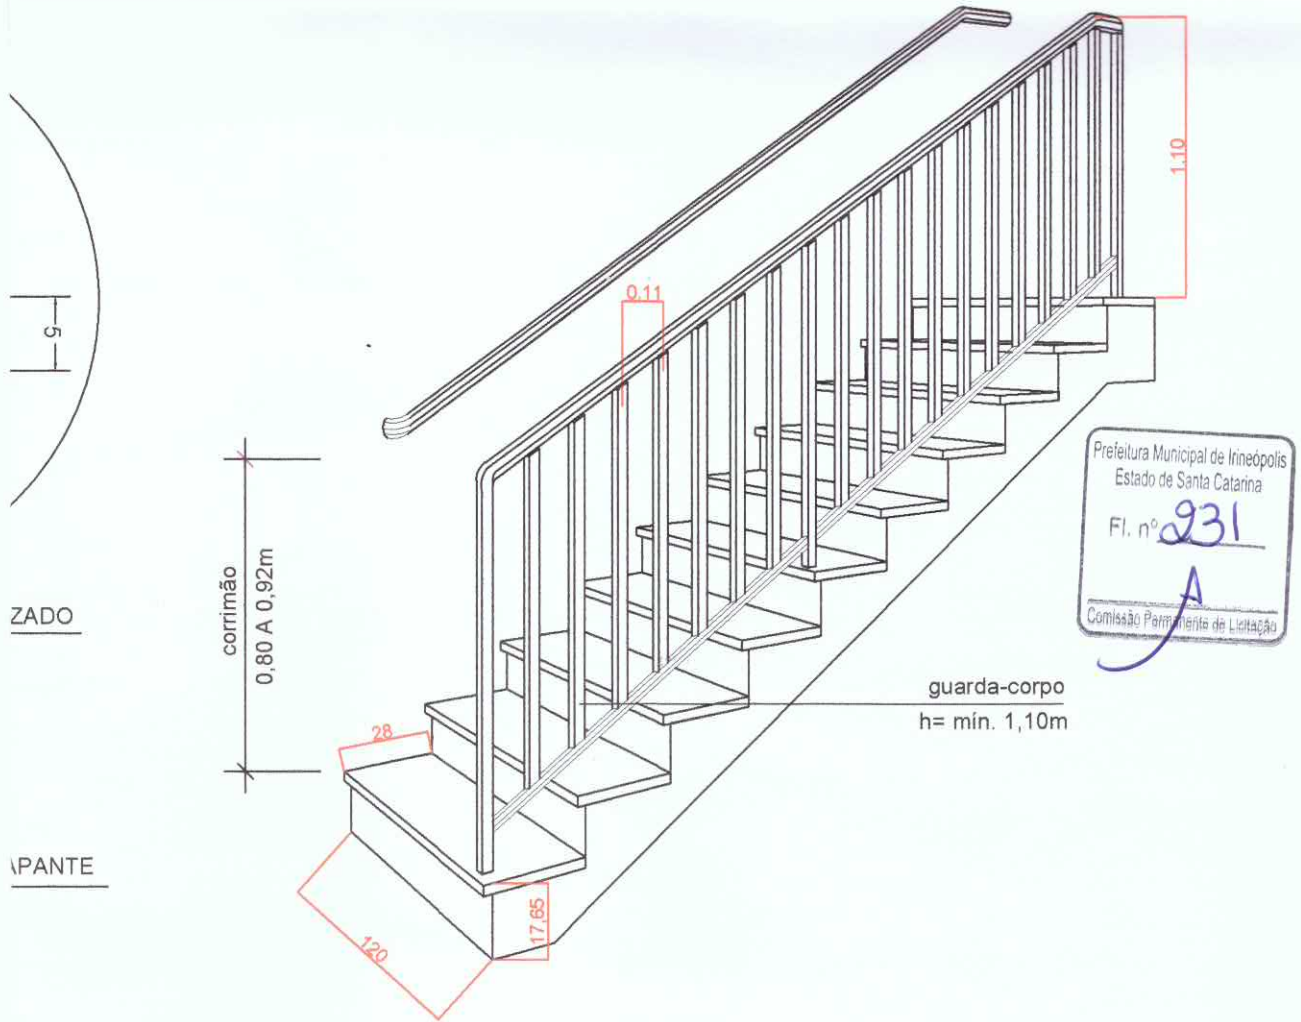 1,10
0,11
5
Prefeitura Municipal de Irineópolis
Estado de Santa Catarina
Fl. nº 231
Comissão Permanente de Licitação
corrimão
0,80 A 0,92m
ZADO
guarda-corpo
h= mín. 1,10m
28
APANTE
17,65
120